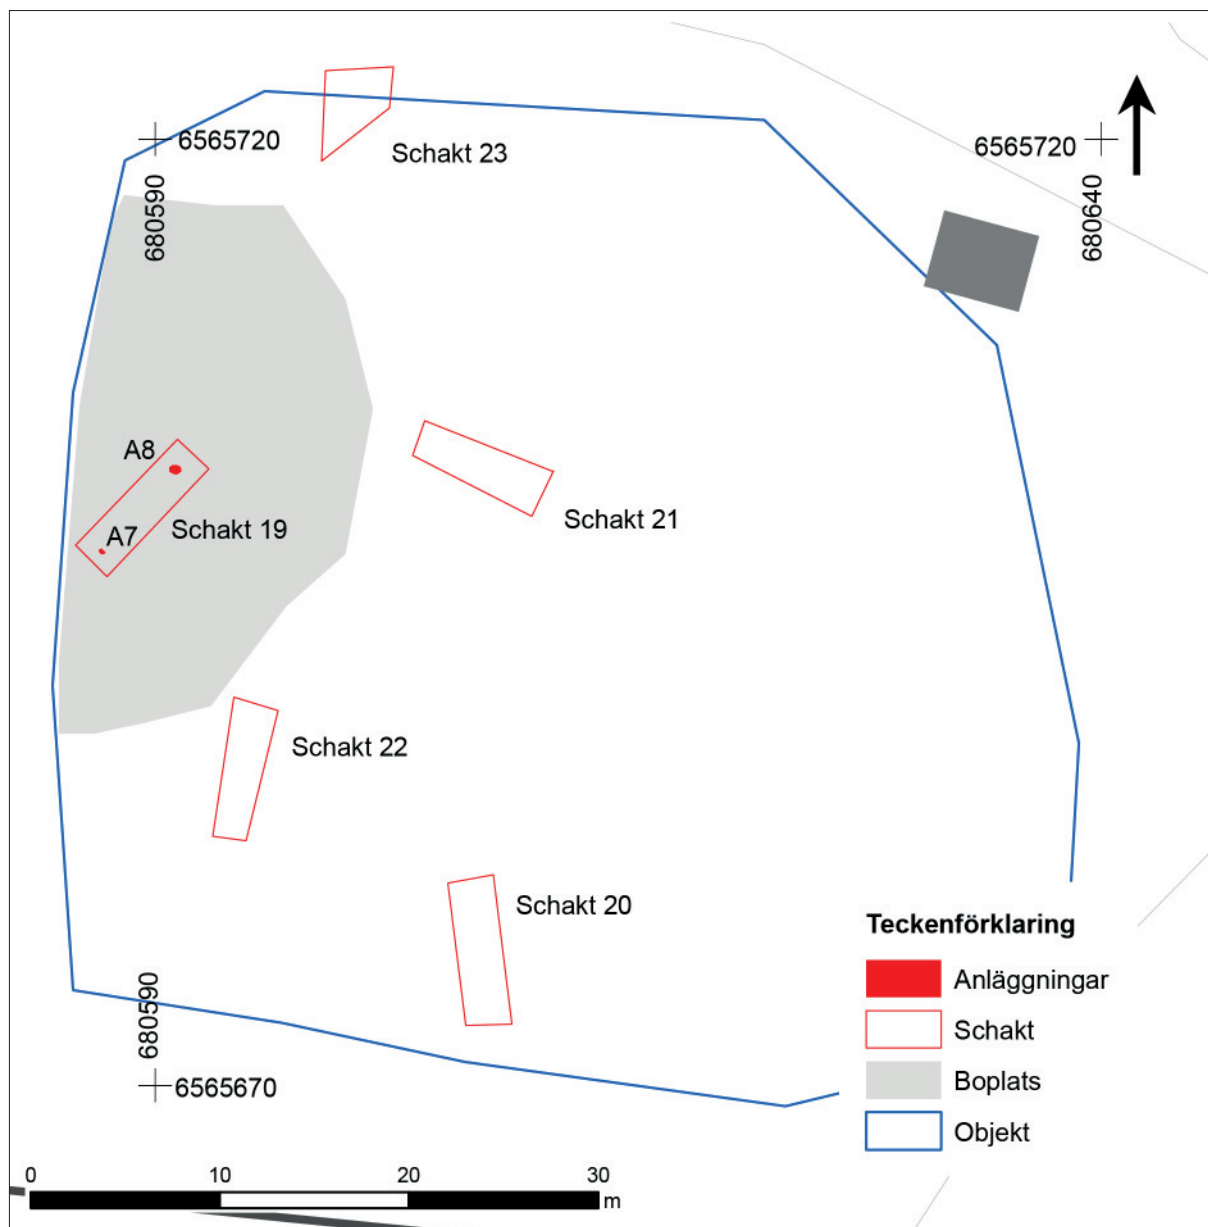 Schakt 23
6565720
680590
6565720
680640
A8
A7
Schakt 19
Schakt 21
Schakt 22
Schakt 20
680590
6565670
Teckenförklaring
Anläggningar
Schakt
Boplats
Objekt
0 10 20 30
m